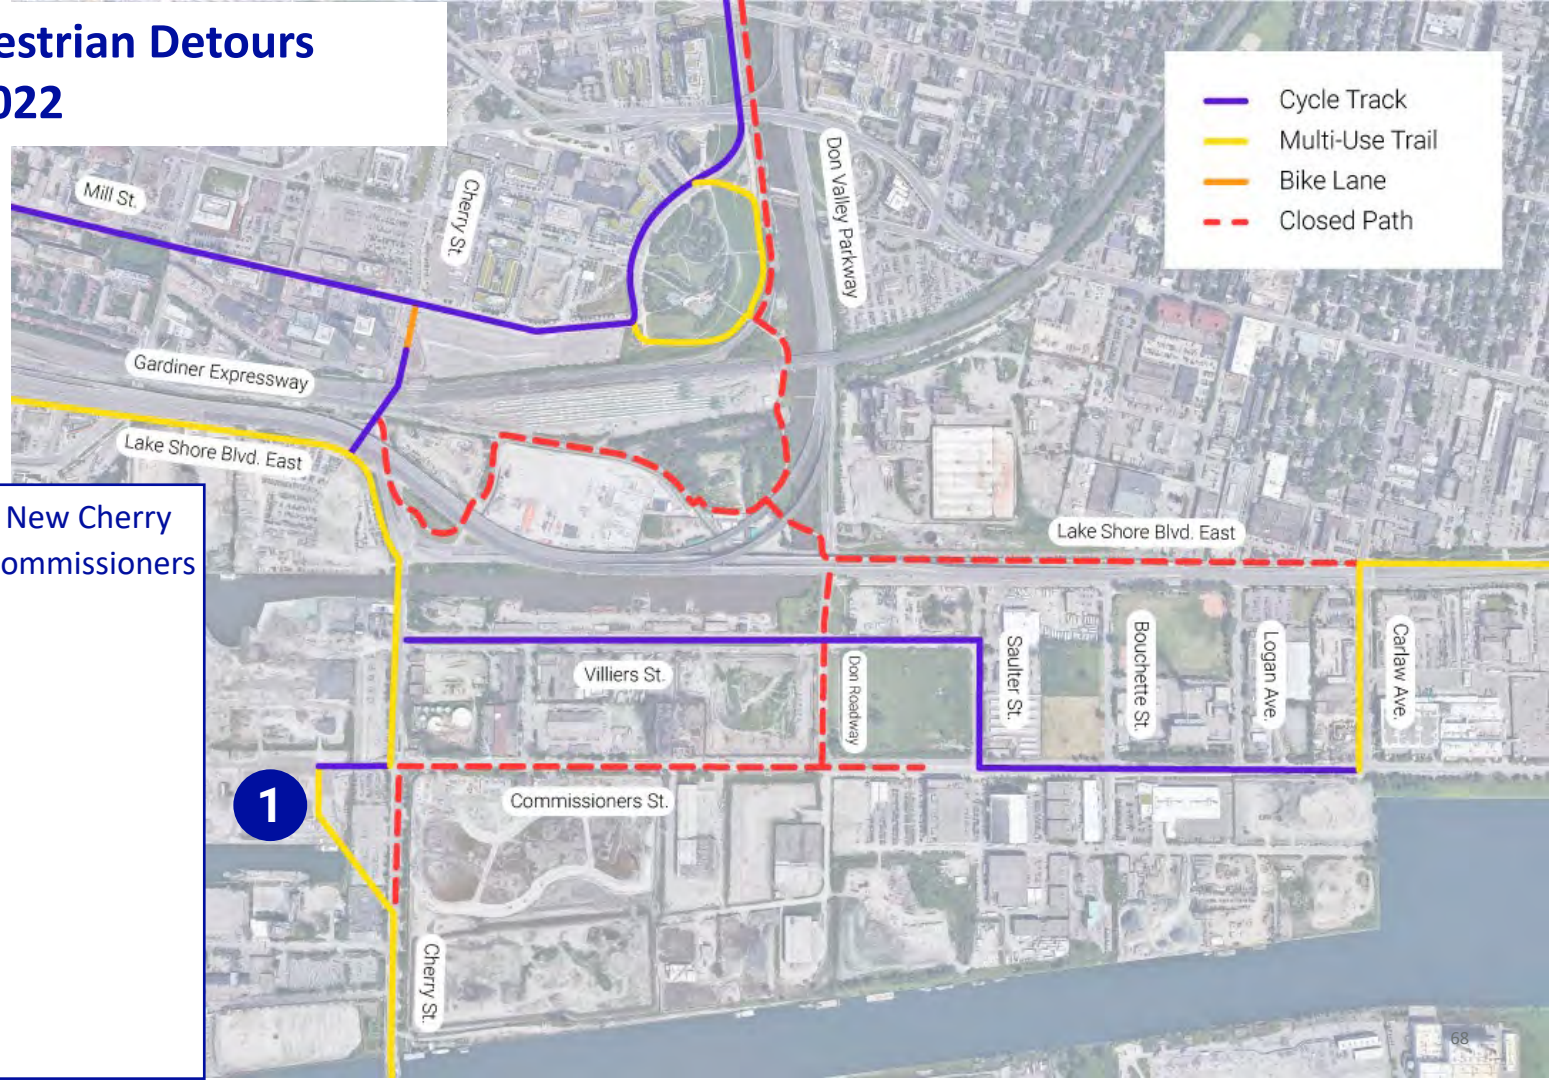 estrian Detours
022
Cycle Track
Multi-Use Trail
Bike Lane
Closed Path
Mill St.
Cherry St.
Don Valley Parkway
Gardiner Expressway
Lake Shore Blvd. East
New Cherry
ommissioners
Lake Shore Blvd. East
Villiers St.
Don Roadway
Saulter St.
Bouchette St.
Logan Ave.
Carlaw Ave.
1
Commissioners St.
Cherry St.
68